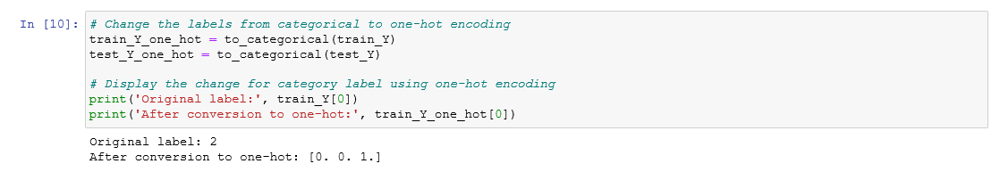 In [10]: # Change the labels from categorical to one-hot encoding
train_Y_one_hot = to_categorical(train_Y)
test_Y_one_hot = to_categorical(test_Y)
# Display the change for category label using one-hot encoding
print('Original label:', train_Y[0])
print('After conversion to one-hot:', train_Y_one_hot[0])
Original label: 2
After conversion to one-hot: [0. 0. 1.]